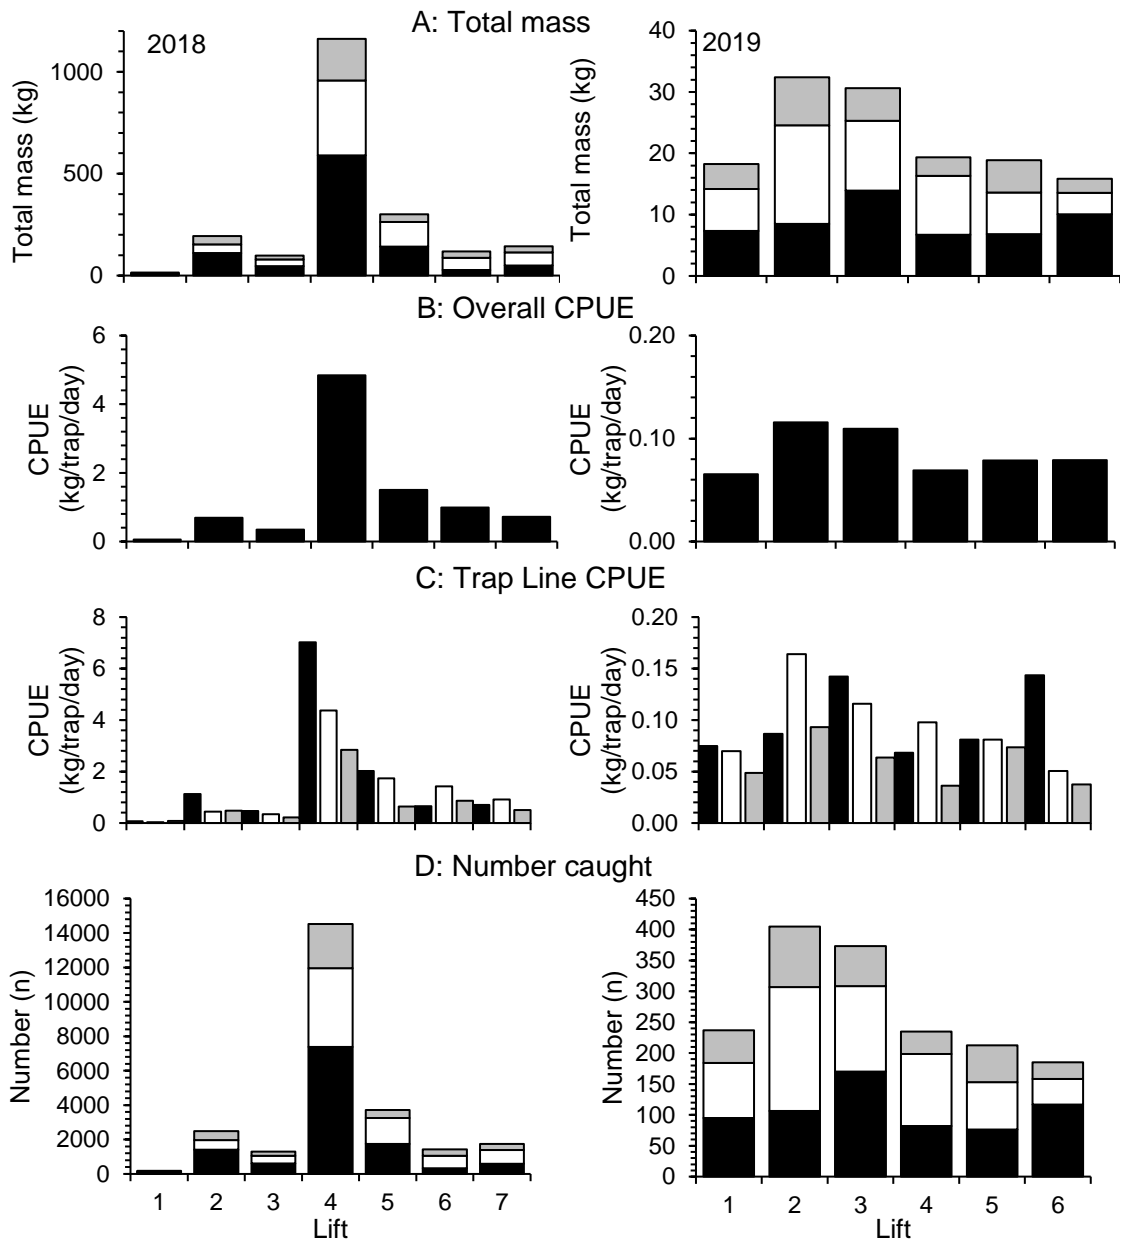 A: Total mass
2018
2019
Total mass (kg)
1000
500
0
Total mass (kg)
40
30
20
10
0
B: Overall CPUE
CPUE
(kg/trap/day)
6
4
2
0
CPUE
(kg/trap/day)
0.20
0.10
0.00
C: Trap Line CPUE
CPUE
(kg/trap/day)
8
6
4
2
0
CPUE
(kg/trap/day)
0.20
0.15
0.10
0.05
0.00
D: Number caught
Number (n)
16000
14000
12000
10000
8000
6000
4000
2000
0
1 2 3 4 5 6 7
Lift
Number (n)
450
400
350
300
250
200
150
100
50
0
1 2 3 4 5 6
Lift